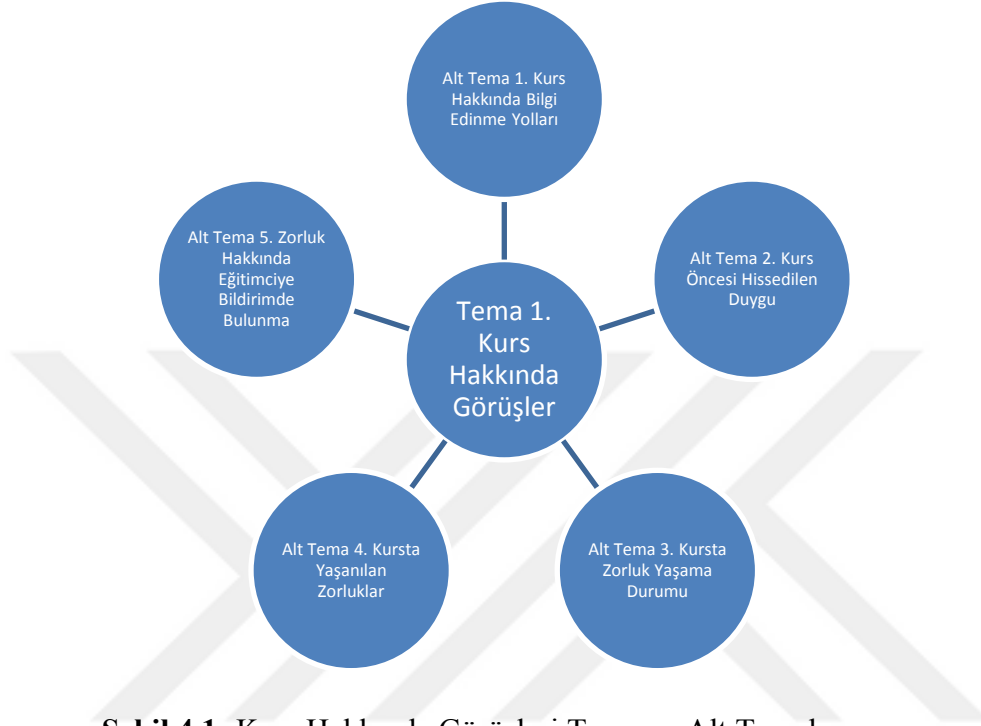 Alt Tema 1. Kurs
Hakkında Bilgi
Edinme Yolları
Alt Tema 5. Zorluk
Hakkında
Eğitimciye
Bildirimde
Bulunma
Alt Tema 2. Kurs
Öncesi Hissedilen
Duygu
Tema 1.
Kurs
Hakkında
Görüşler
Alt Tema 4. Kursta
Yaşanılan
Zorluklar
Alt Tema 3. Kursta
Zorluk Yaşama
Durumu